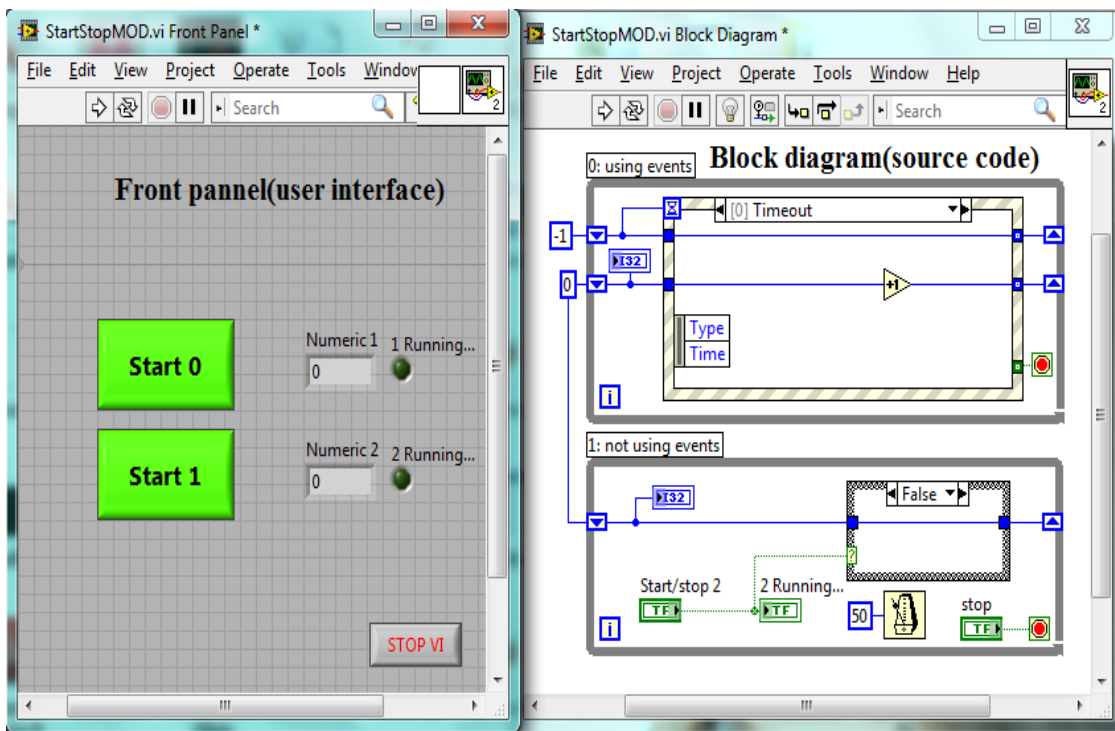 StartStopMOD.vi Front Panel *
File Edit View Project Operate Tools Window
Search
2
Front pannel(user interface)
Start 0
Numeric 1 1 Running...
0
Start 1
Numeric 2 2 Running...
0
STOP VI
StartStopMOD.vi Block Diagram *
File Edit View Project Operate Tools Window Help
Search
2
Block diagram(source code)
0: using events
[0] Timeout
-1
I32
0
+1
Type
Time
i
1: not using events
I32
False
?
Start/stop 2 2 Running...
TF TF
50
stop
TF
i